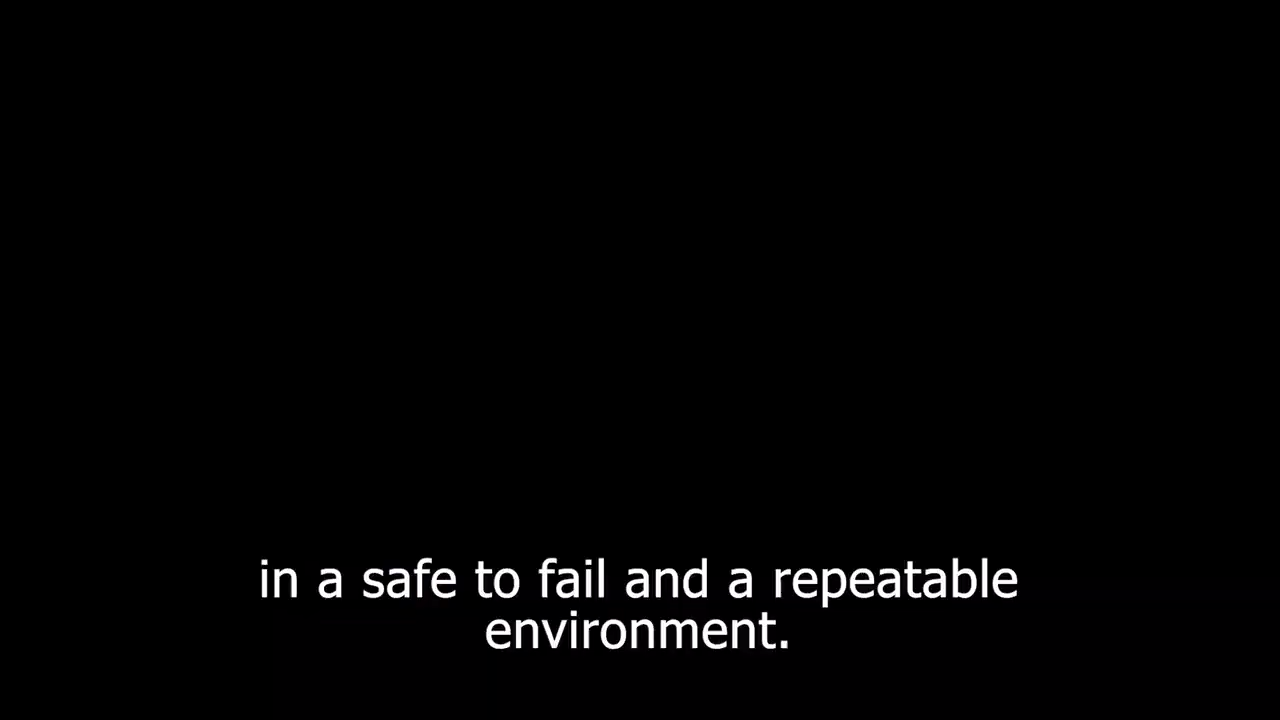 in a safe to fail and a repeatable
environment.